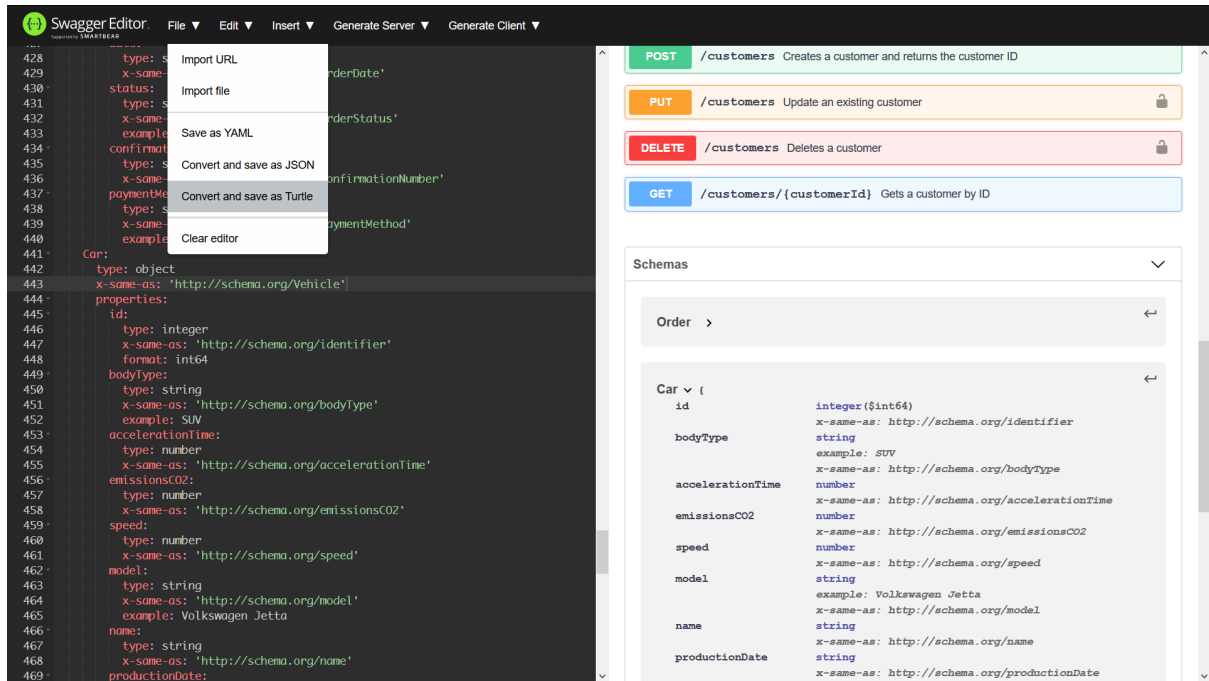 Swagger Editor.
Supported by SMARTBEAR
File ▼ Edit ▼ Insert ▼ Generate Server ▼ Generate Client ▼
Import URL
Import file
Save as YAML
Convert and save as JSON
Convert and save as Turtle
Clear editor
428 type: s
429 x-same- rderDate'
430 status:
431 type: s
432 x-same- rderStatus'
433 example
434 confirmat
435 type: s
436 x-same- onfirmationNumber'
437 paymentMe
438 type: s
439 x-same- aymentMethod'
440 example
441 Car:
442 type: object
443 x-same-as: 'http://schema.org/Vehicle'
444 properties:
445 id:
446 type: integer
447 x-same-as: 'http://schema.org/identifier'
448 format: int64
449 bodyType:
450 type: string
451 x-same-as: 'http://schema.org/bodyType'
452 example: SUV
453 accelerationTime:
454 type: number
455 x-same-as: 'http://schema.org/accelerationTime'
456 emissionsCO2:
457 type: number
458 x-same-as: 'http://schema.org/emissionsCO2'
459 speed:
460 type: number
461 x-same-as: 'http://schema.org/speed'
462 model:
463 type: string
464 x-same-as: 'http://schema.org/model'
465 example: Volkswagen Jetta
466 name:
467 type: string
468 x-same-as: 'http://schema.org/name'
469 productionDate:
POST /customers Creates a customer and returns the customer ID
PUT /customers Update an existing customer
DELETE /customers Deletes a customer
GET /customers/{customerId} Gets a customer by ID
Schemas
Order >
Car {
id integer($int64)
x-same-as: http://schema.org/identifier
bodyType string
example: SUV
x-same-as: http://schema.org/bodyType
accelerationTime number
x-same-as: http://schema.org/accelerationTime
emissionsCO2 number
x-same-as: http://schema.org/emissionsCO2
speed number
x-same-as: http://schema.org/speed
model string
example: Volkswagen Jetta
x-same-as: http://schema.org/model
name string
x-same-as: http://schema.org/name
productionDate string
x-same-as: http://schema.org/productionDate